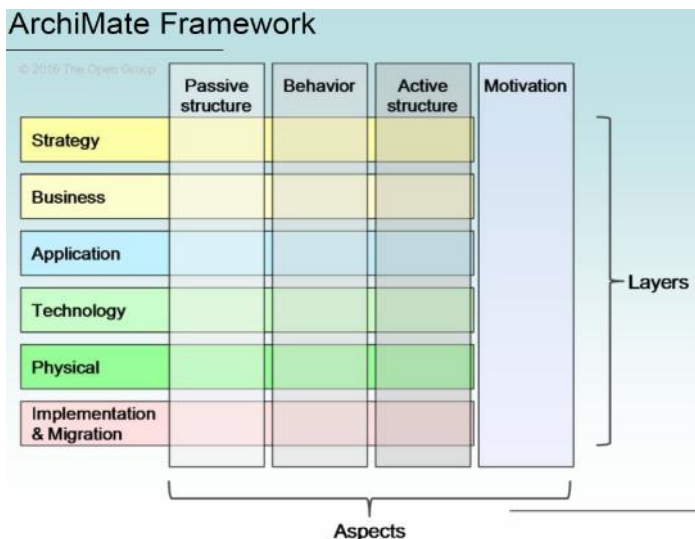 ArchiMate Framework
© 2016 The Open Group
Passive
structure
Behavior
Active
structure
Motivation
Strategy
Business
Application
Technology
Physical
Implementation
& Migration
Layers
Aspects